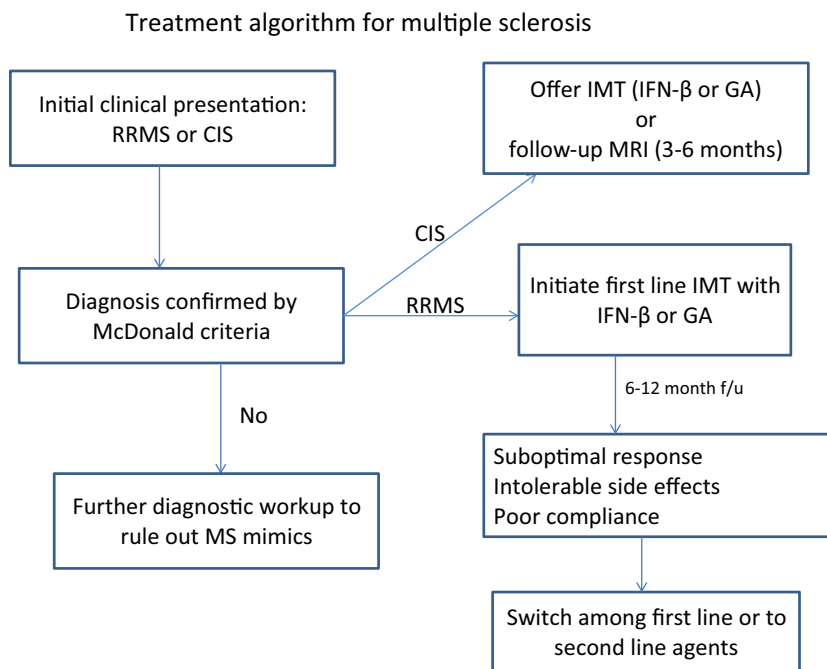 Treatment algorithm for multiple sclerosis
Initial clinical presentation:
RRMS or CIS
Offer IMT (IFN-β or GA)
or
follow-up MRI (3-6 months)
CIS
Diagnosis confirmed by
McDonald criteria
RRMS
Initiate first line IMT with
IFN-β or GA
No
6-12 month f/u
Further diagnostic workup to
rule out MS mimics
Suboptimal response
Intolerable side effects
Poor compliance
Switch among first line or to
second line agents